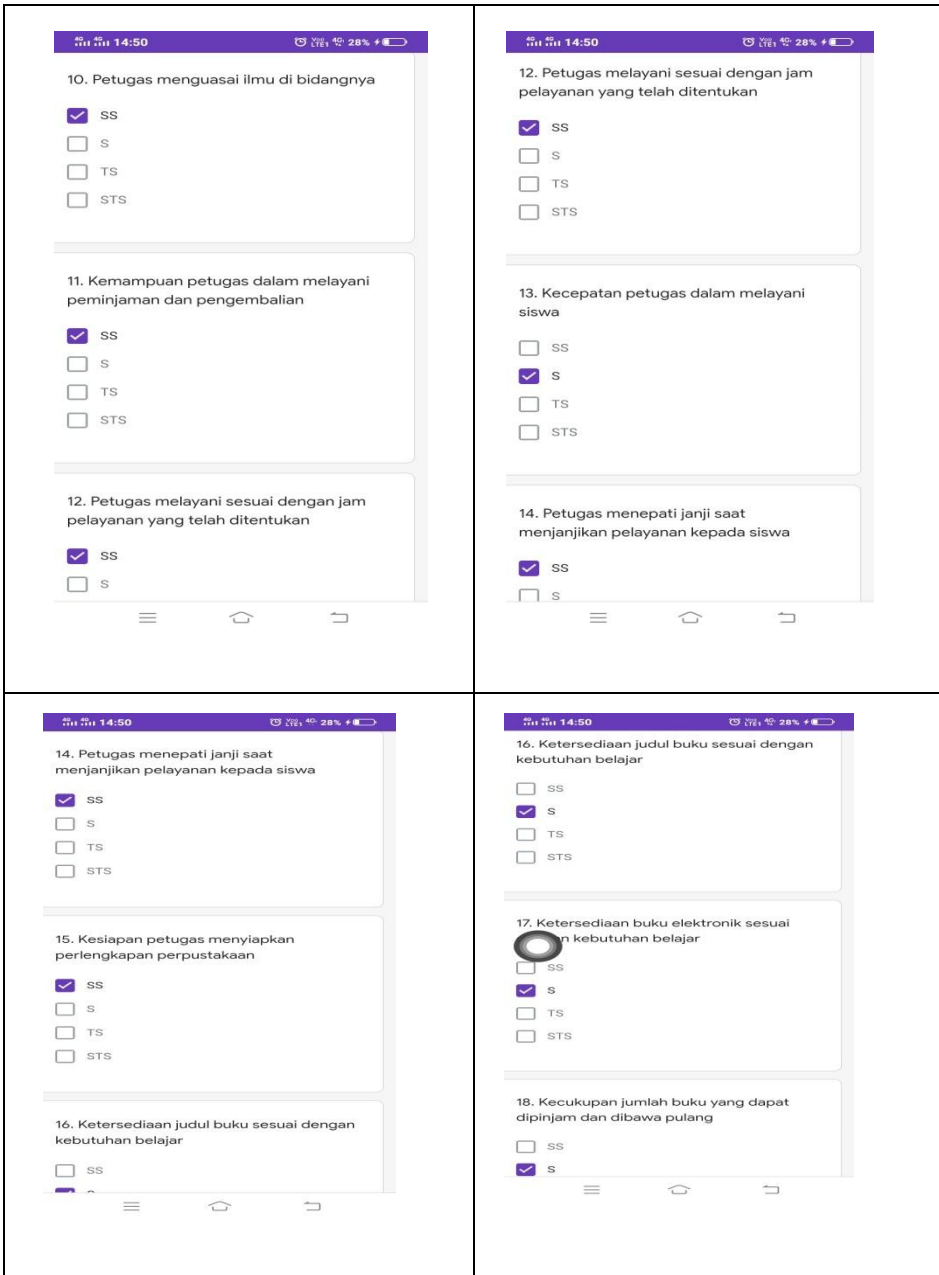 14:50 28%
10. Petugas menguasai ilmu di bidangnya
SS
S
TS
STS
11. Kemampuan petugas dalam melayani
peminjaman dan pengembalian
SS
S
TS
STS
12. Petugas melayani sesuai dengan jam
pelayanan yang telah ditentukan
SS
S
14:50 28%
12. Petugas melayani sesuai dengan jam
pelayanan yang telah ditentukan
SS
S
TS
STS
13. Kecepatan petugas dalam melayani
siswa
SS
S
TS
STS
14. Petugas menepati janji saat
menjanjikan pelayanan kepada siswa
SS
S
14:50 28%
14. Petugas menepati janji saat
menjanjikan pelayanan kepada siswa
SS
S
TS
STS
15. Kesiapan petugas menyiapkan
perlengkapan perpustakaan
SS
S
TS
STS
16. Ketersediaan judul buku sesuai dengan
kebutuhan belajar
SS
14:50 28%
16. Ketersediaan judul buku sesuai dengan
kebutuhan belajar
SS
S
TS
STS
17. Ketersediaan buku elektronik sesuai
kebutuhan belajar
SS
S
TS
STS
18. Kecukupan jumlah buku yang dapat
dipinjam dan dibawa pulang
SS
S